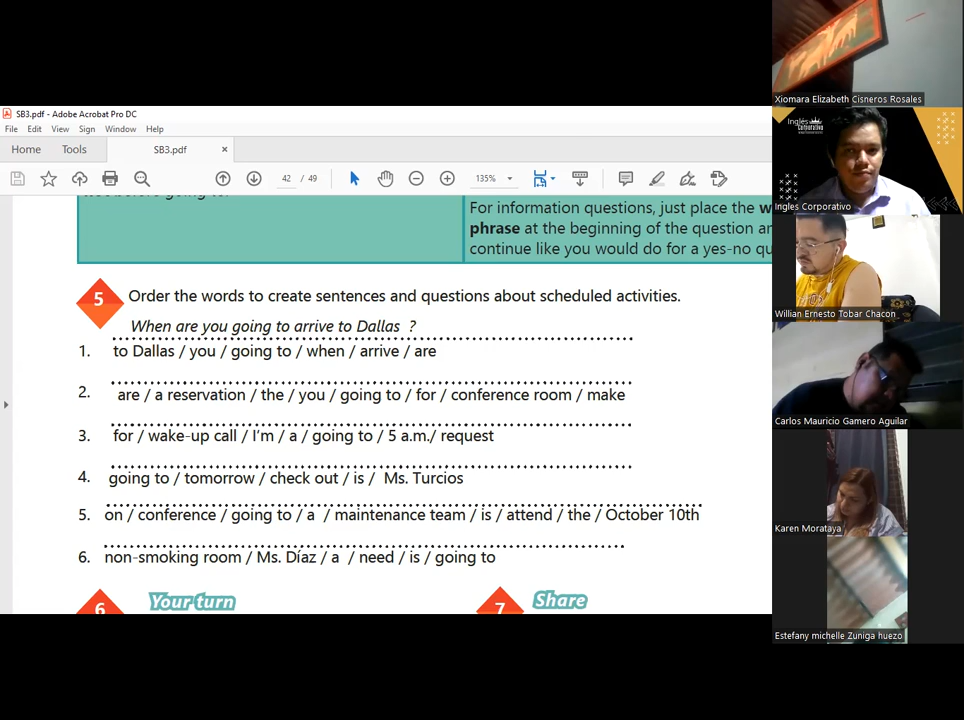 SB3.pdf - Adobe Acrobat Pro DC
File Edit View Sign Window Help
Home Tools SB3.pdf ×
42 / 49 135%
For information questions, just place the
phrase at the beginning of the question
continue like you would do for a yes-no
5 Order the words to create sentences and questions about scheduled activities.
When are you going to arrive to Dallas ?
1. to Dallas / you / going to / when / arrive / are
2. are / a reservation / the / you / going to / for / conference room / make
3. for / wake-up call / I'm / a / going to / 5 a.m./ request
4. going to / tomorrow / check out / is / Ms. Turcios
5. on / conference / going to / a / maintenance team / is / attend / the / October 10th
6. non-smoking room / Ms. Díaz / a / need / is / going to
6 Your turn
7 Share
Xiomara Elizabeth Cisneros Rosales
Inglés
Corporativo
Ingles Corporativo
Willian Ernesto Tobar Chacon
Carlos Mauricio Gamero Aguilar
Karen Morataya
Estefany michelle Zuniga huezo